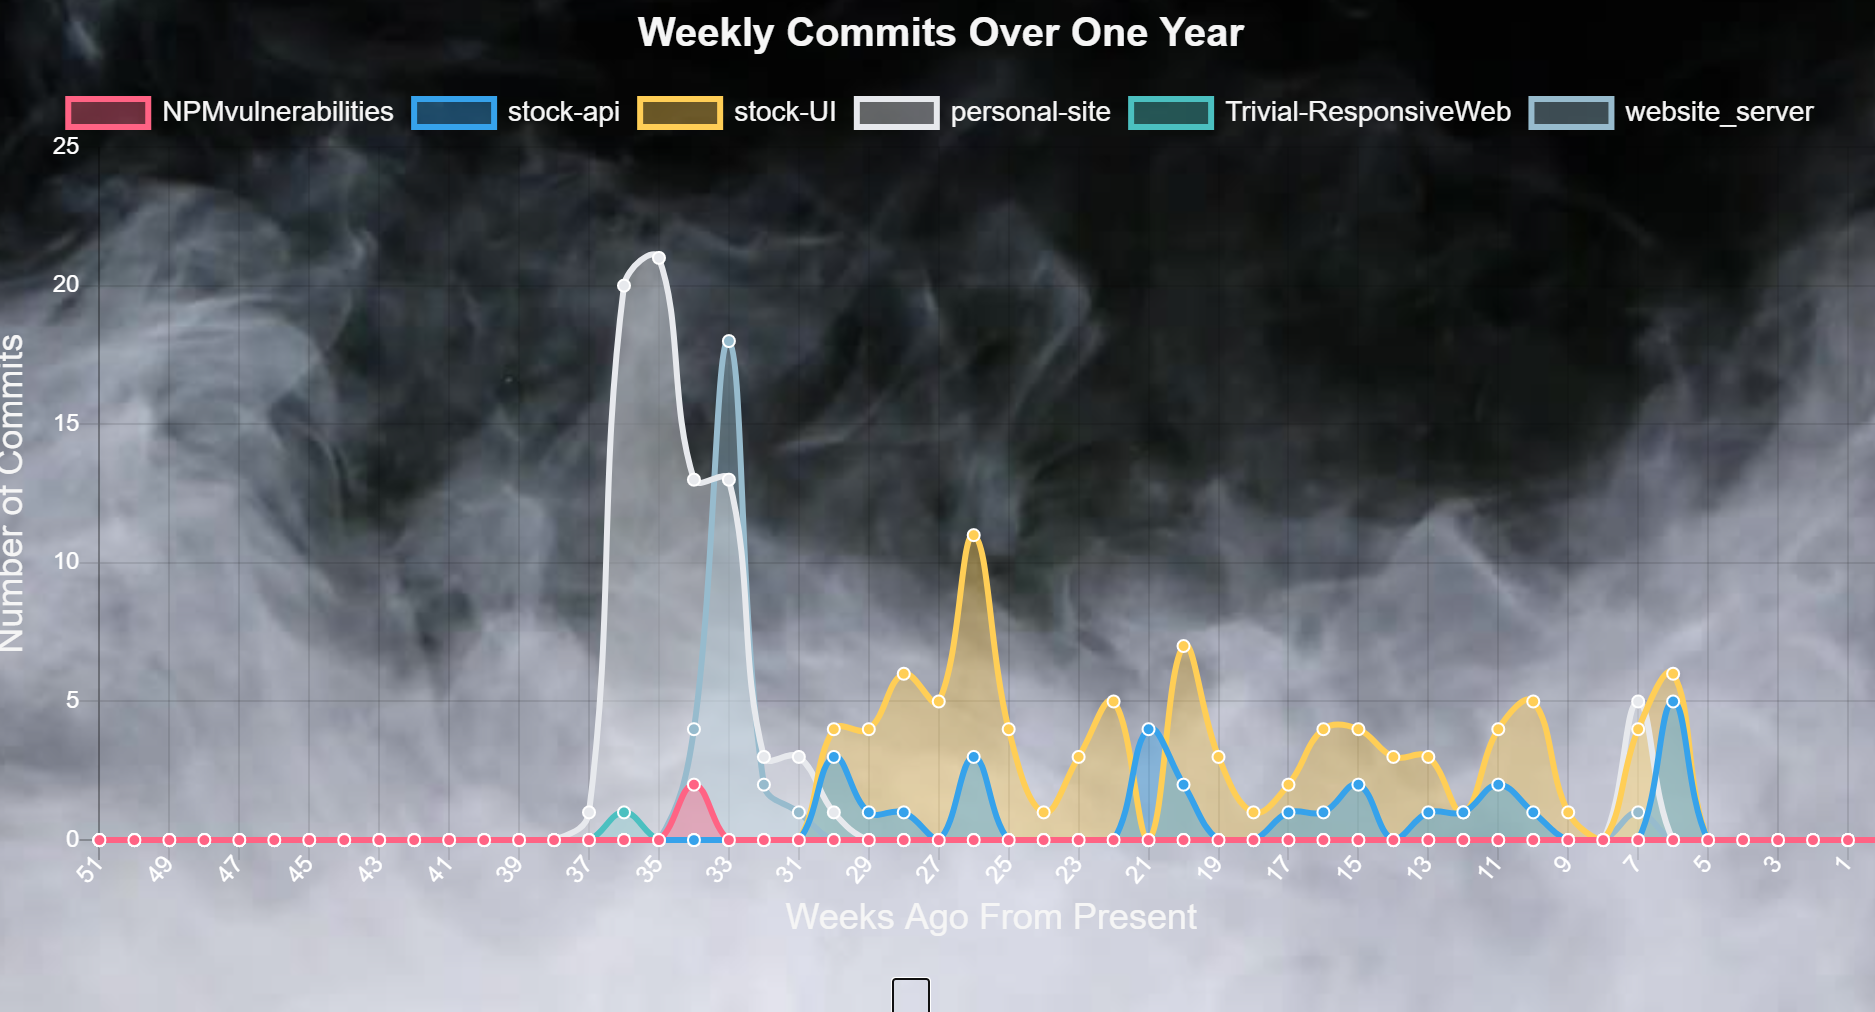 Weekly Commits Over One Year
NPMvulnerabilities stock-api stock-UI personal-site Trivial-ResponsiveWeb website_server
25
20
15
10
5
0
Number of Commits
51 49 47 45 43 41 39 37 35 33 31 29 27 25 23 21 19 17 15 13 11 9 7 5 3 1
Weeks Ago From Present